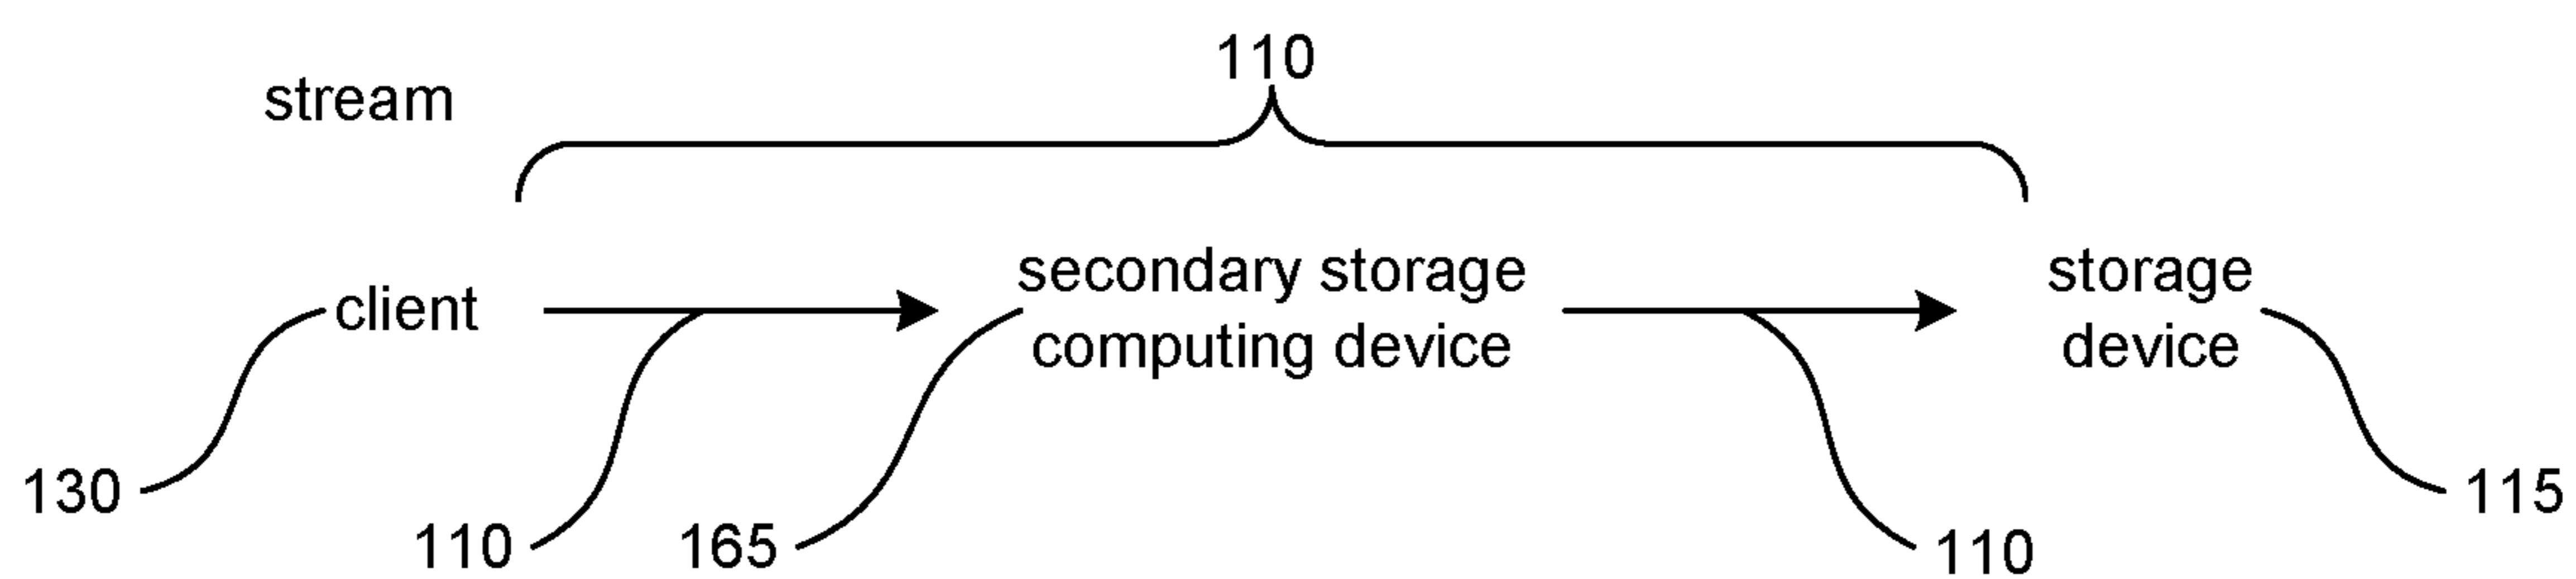 110
stream
client
secondary storage
computing device
storage
device
130
110
165
110
115